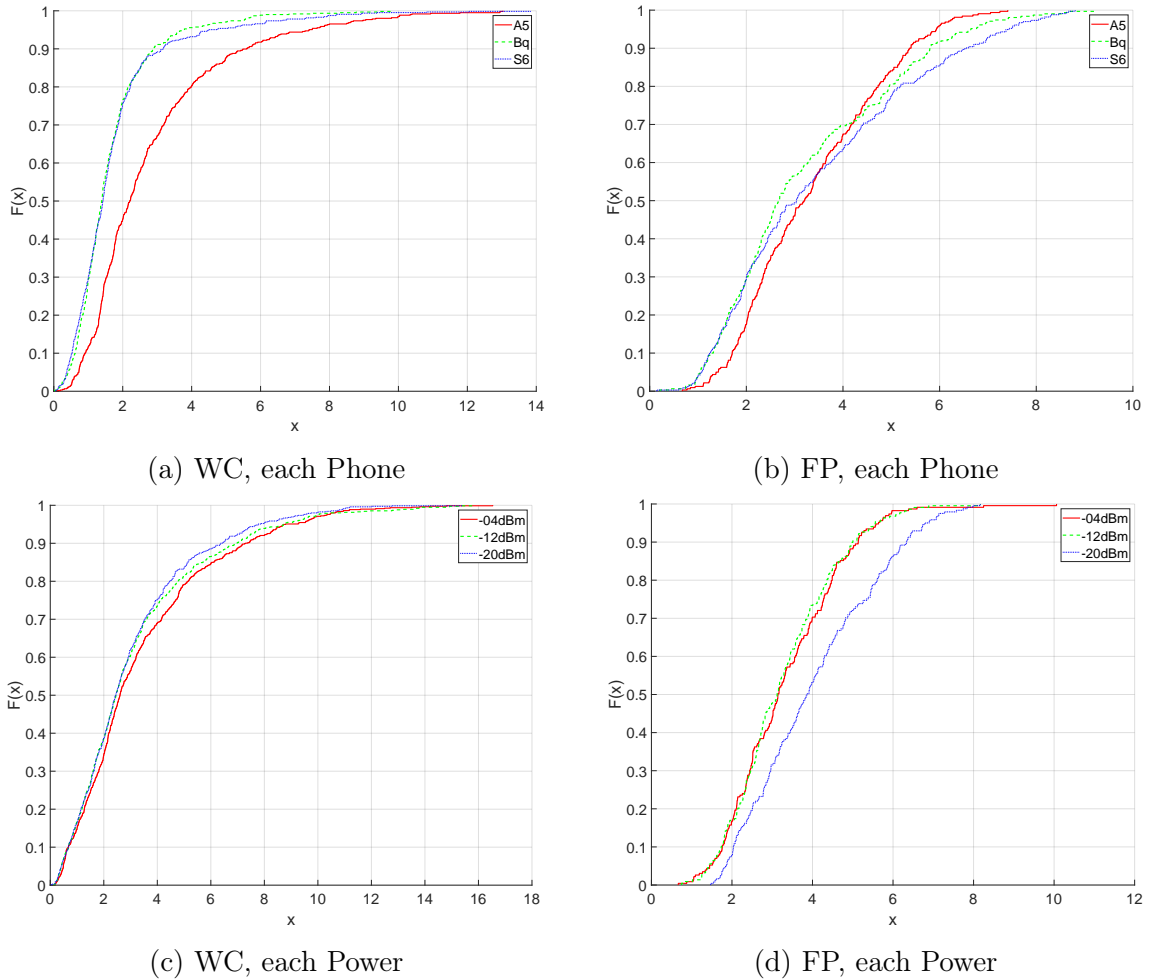 1
0.9
0.8
0.7
0.6
0.5
0.4
0.3
0.2
0.1
0
F(x)
0 2 4 6 8 10 12 14
x
A5
Bq
S6
(a) WC, each Phone
1
0.9
0.8
0.7
0.6
0.5
0.4
0.3
0.2
0.1
0
F(x)
0 2 4 6 8 10
x
A5
Bq
S6
(b) FP, each Phone
1
0.9
0.8
0.7
0.6
0.5
0.4
0.3
0.2
0.1
0
F(x)
0 2 4 6 8 10 12 14 16 18
x
-04dBm
-12dBm
-20dBm
(c) WC, each Power
1
0.9
0.8
0.7
0.6
0.5
0.4
0.3
0.2
0.1
0
F(x)
0 2 4 6 8 10 12
x
-04dBm
-12dBm
-20dBm
(d) FP, each Power